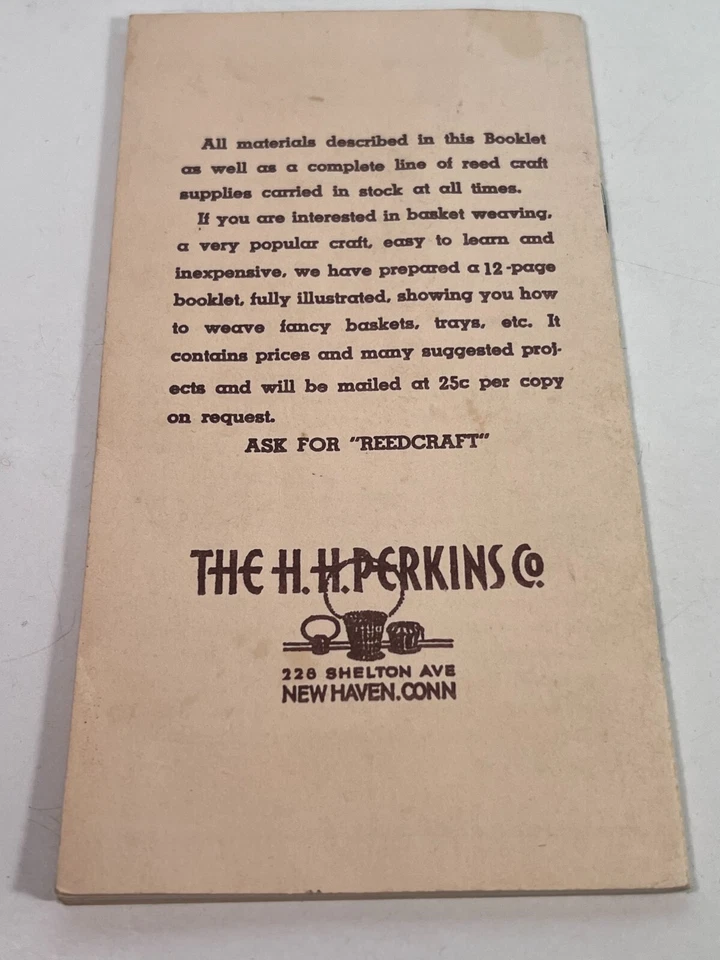 All materials described in this Booklet
as well as a complete line of reed craft
supplies carried in stock at all times.
If you are interested in basket weaving,
a very popular craft, easy to learn and
inexpensive, we have prepared a 12-page
booklet, fully illustrated, showing you how
to weave fancy baskets, trays, etc. It
contains prices and many suggested proj-
ects and will be mailed at 25c per copy
on request.
ASK FOR "REEDCRAFT"
THE H. H. PERKINS Co.
228 SHELTON AVE
NEW HAVEN. CONN